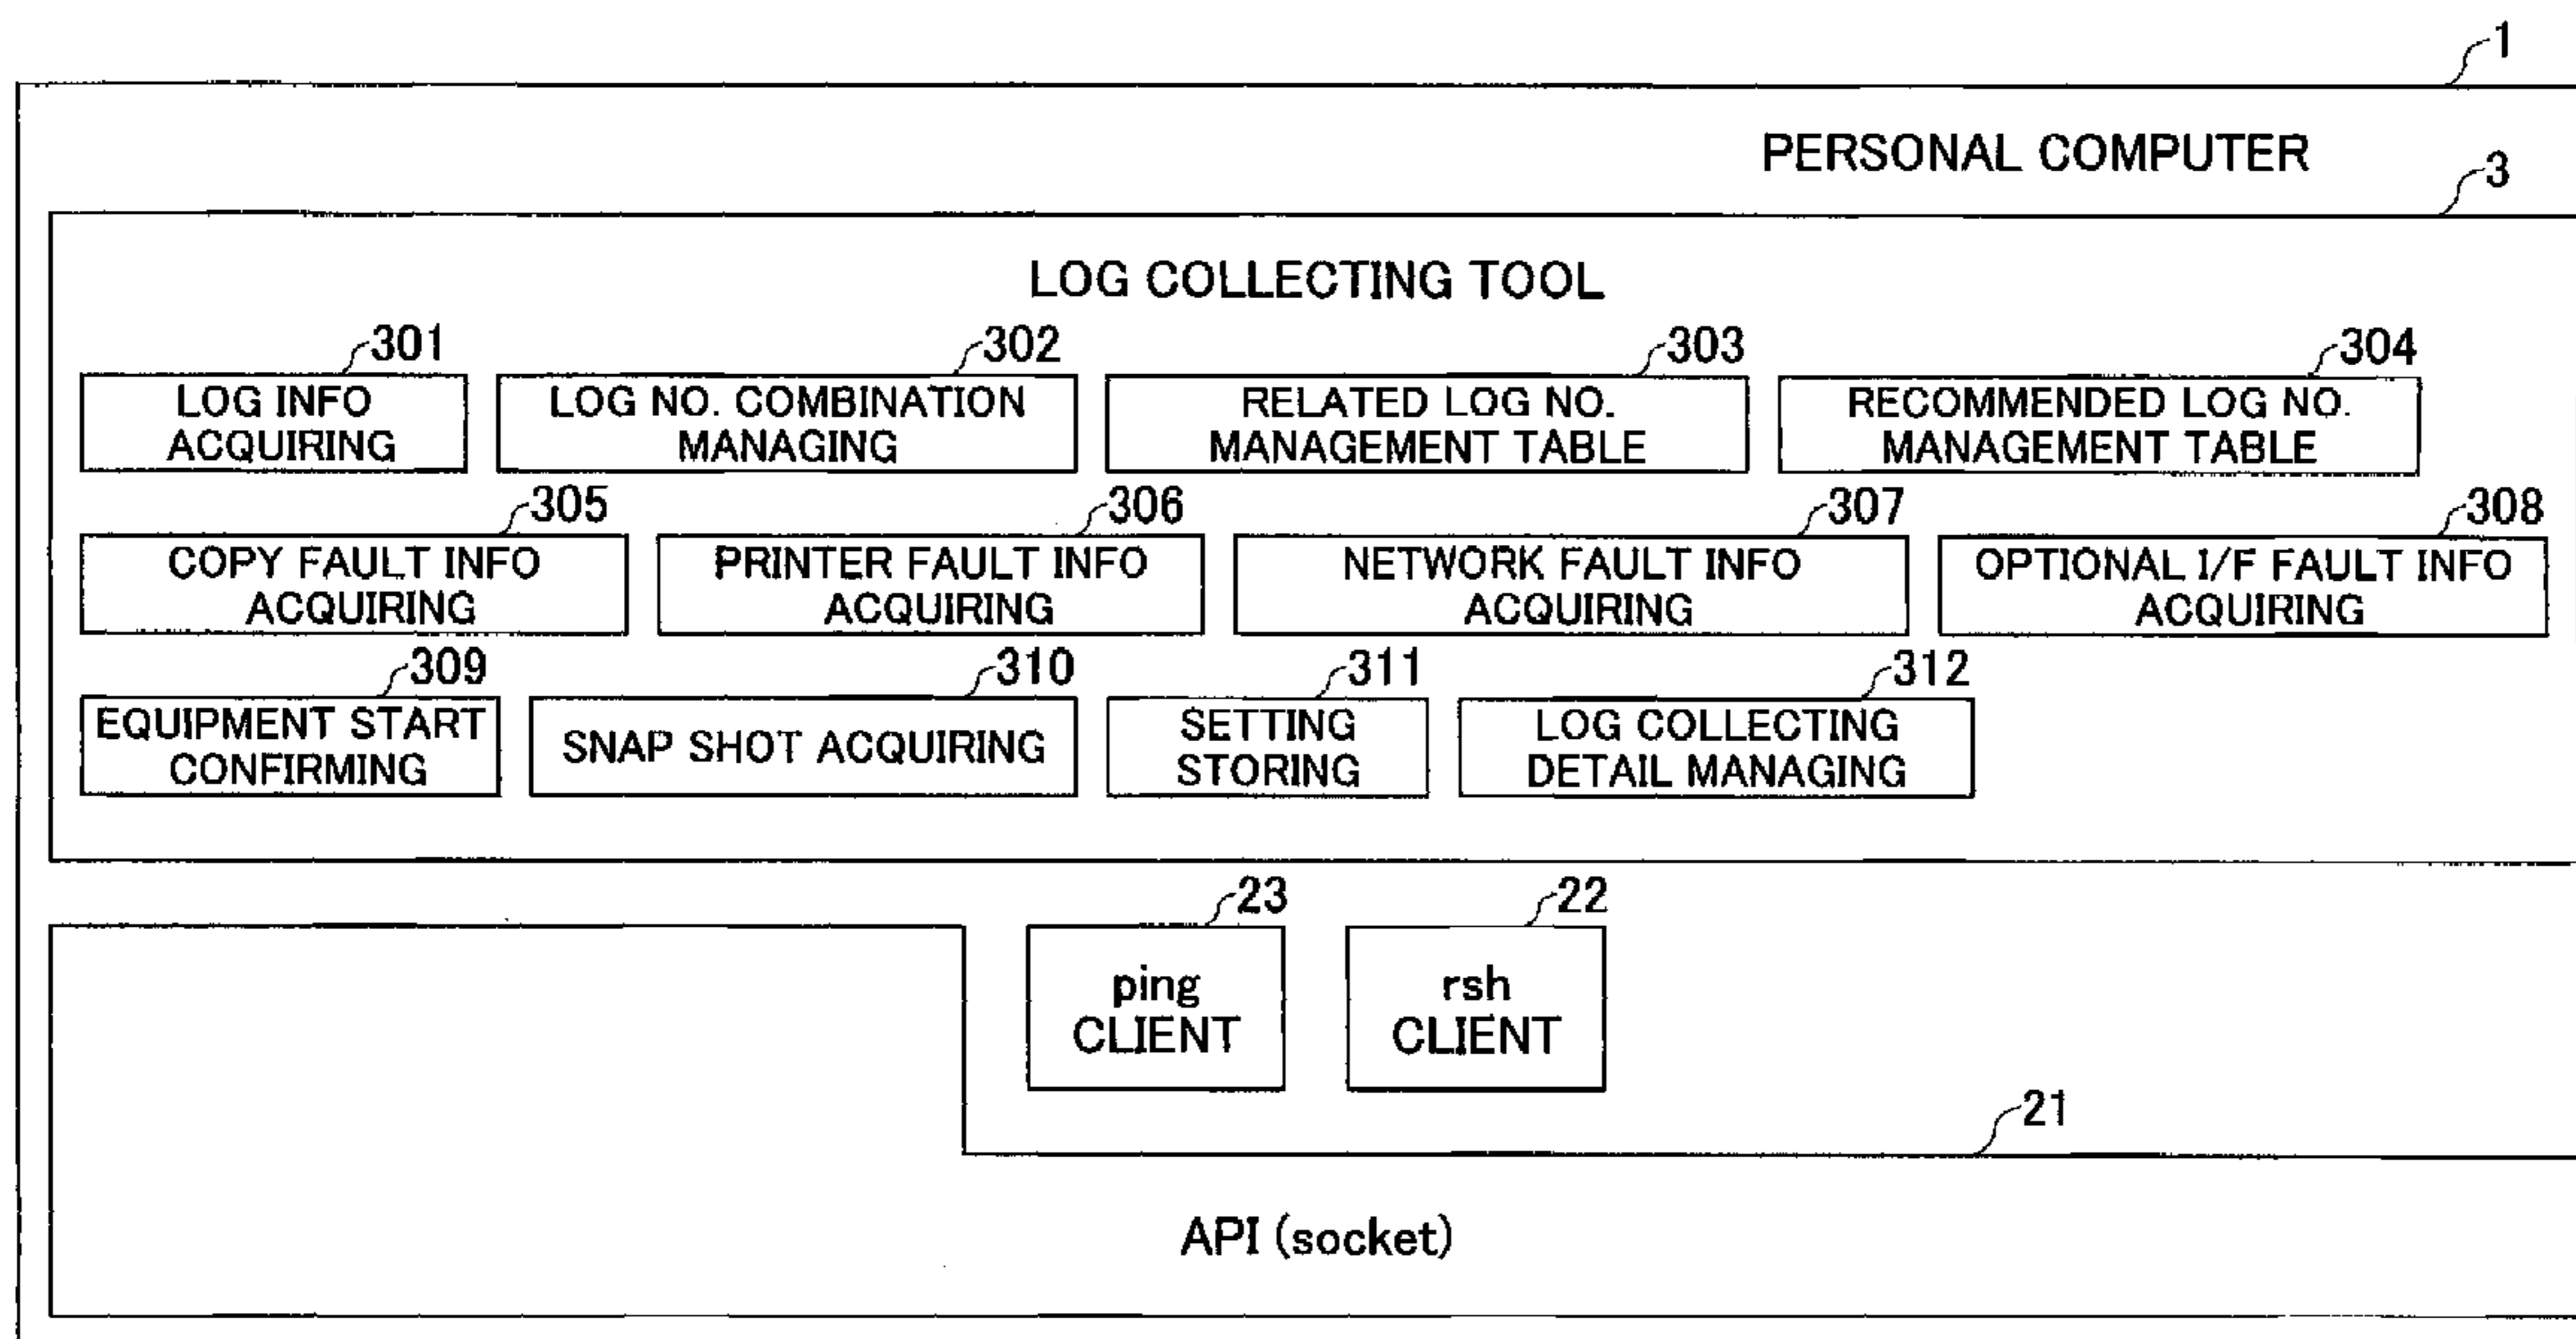 1
PERSONAL COMPUTER
3
LOG COLLECTING TOOL
301
302
303
304
LOG INFO
ACQUIRING
LOG NO. COMBINATION
MANAGING
RELATED LOG NO.
MANAGEMENT TABLE
RECOMMENDED LOG NO.
MANAGEMENT TABLE
305
306
307
308
COPY FAULT INFO
ACQUIRING
PRINTER FAULT INFO
ACQUIRING
NETWORK FAULT INFO
ACQUIRING
OPTIONAL I/F FAULT INFO
ACQUIRING
309
310
311
312
EQUIPMENT START
CONFIRMING
SNAP SHOT ACQUIRING
SETTING
STORING
LOG COLLECTING
DETAIL MANAGING
23
22
ping
CLIENT
rsh
CLIENT
21
API (socket)